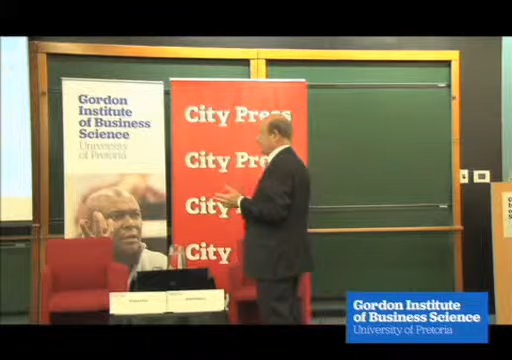 Gordon
Institute
of Business
Science
University
of Pretoria
City Press
City Pre
City
City
Gordon Institute
of Business Science
University of Pretoria